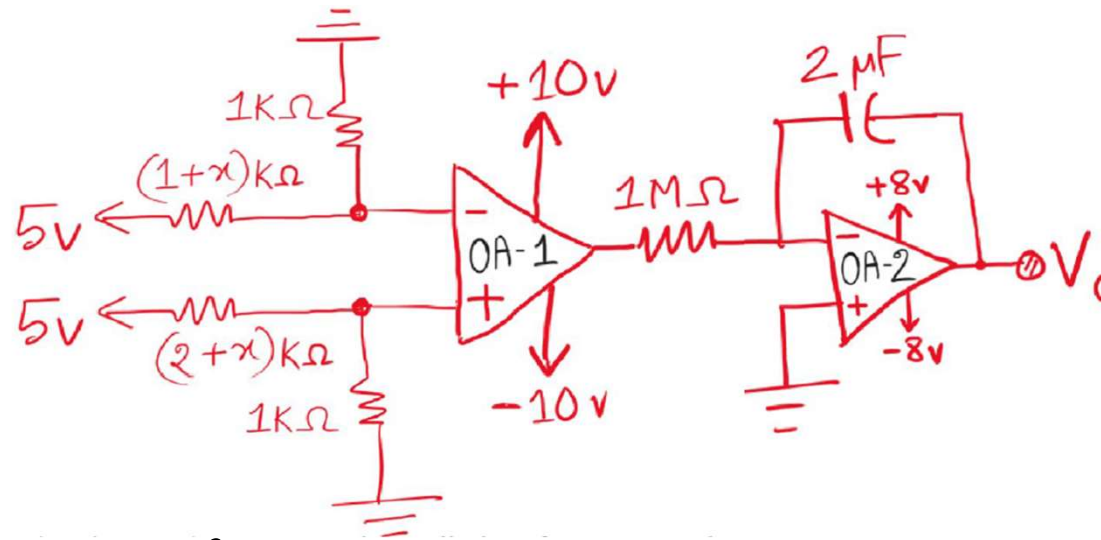 2 μF
+10v
1KΩ
(1+x)KΩ
+8v
1MΩ
5v
-
OA-1
-
OA-2
V
+
5v
+
(2+x)KΩ
-8v
-10v
1KΩ